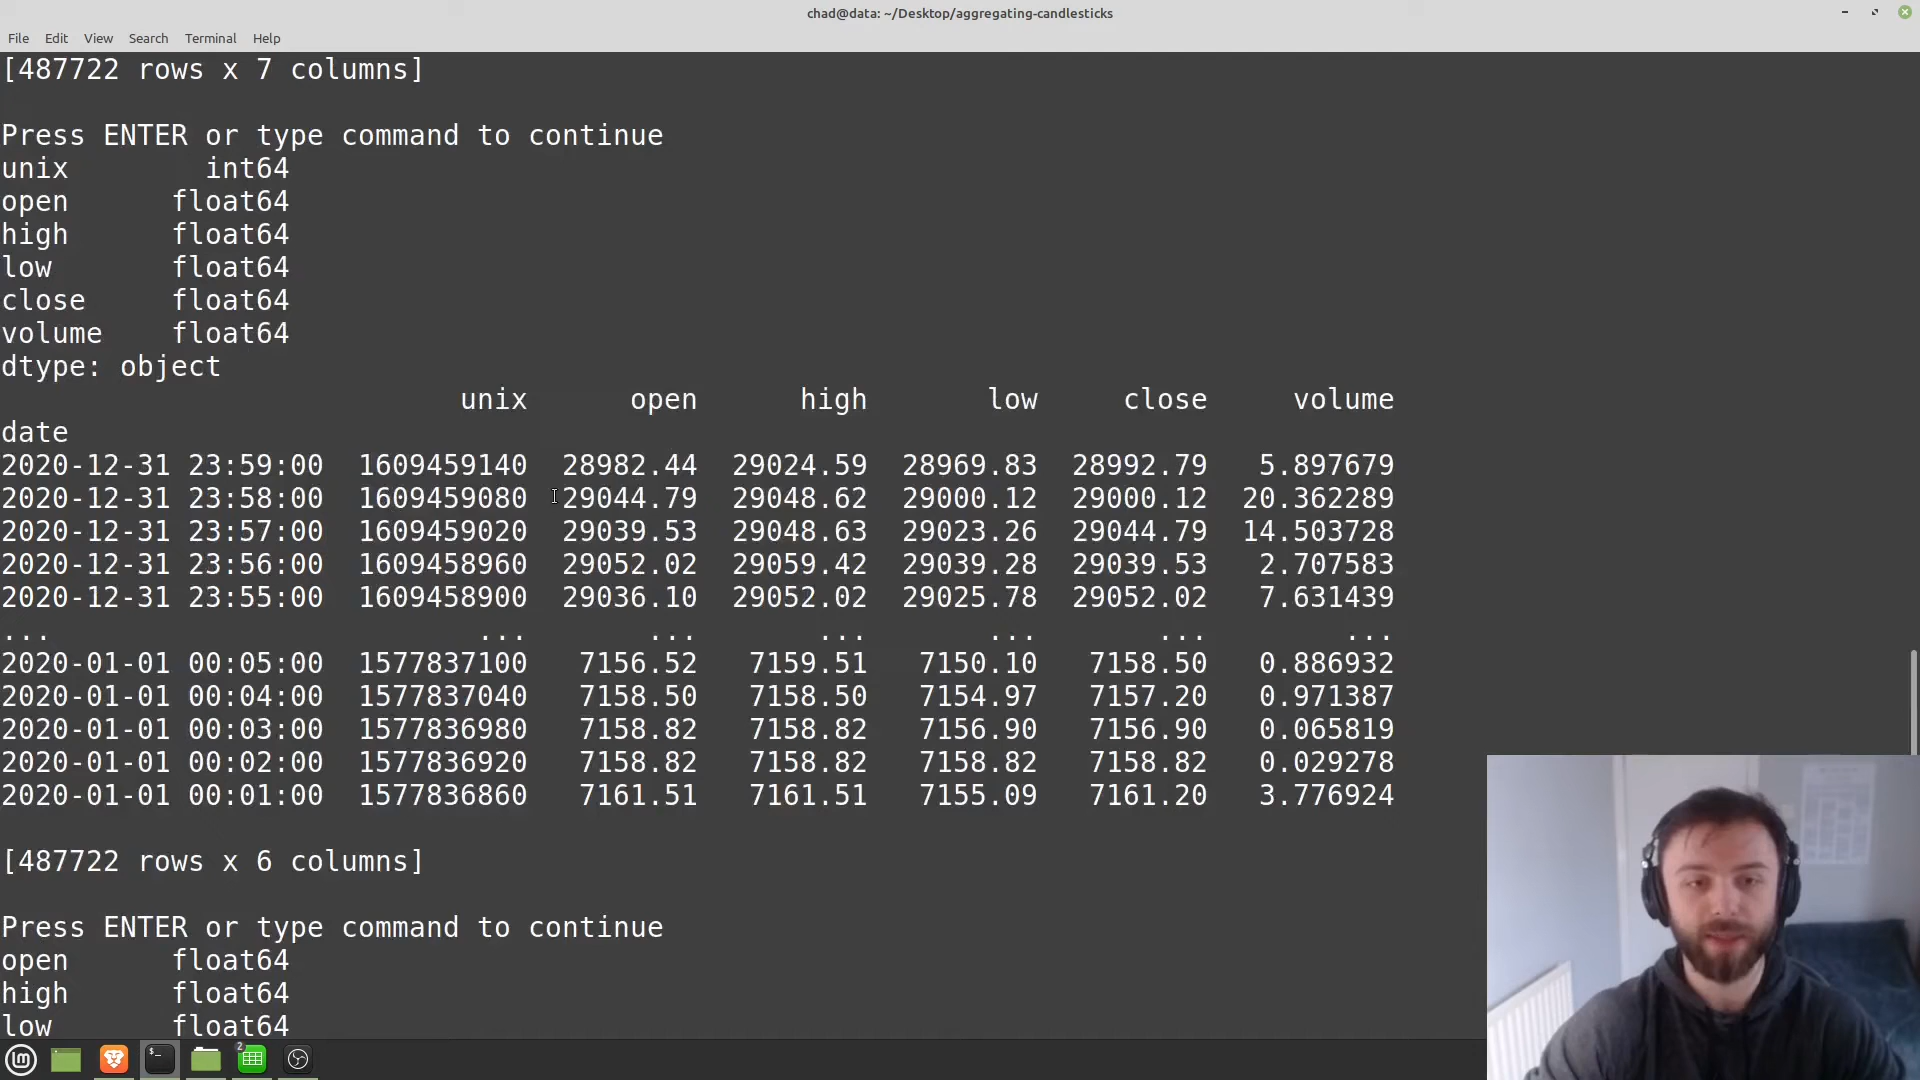 chad@data: ~/Desktop/aggregating-candlesticks
File Edit View Search Terminal Help
[487722 rows x 7 columns]
Press ENTER or type command to continue
unix int64
open float64
high float64
low float64
close float64
volume float64
dtype: object
unix open high low close volume
date
2020-12-31 23:59:00 1609459140 28982.44 29024.59 28969.83 28992.79 5.897679
2020-12-31 23:58:00 1609459080 29044.79 29048.62 29000.12 29000.12 20.362289
2020-12-31 23:57:00 1609459020 29039.53 29048.63 29023.26 29044.79 14.503728
2020-12-31 23:56:00 1609458960 29052.02 29059.42 29039.28 29039.53 2.707583
2020-12-31 23:55:00 1609458900 29036.10 29052.02 29025.78 29052.02 7.631439
... ... ... ... ... ... ...
2020-01-01 00:05:00 1577837100 7156.52 7159.51 7150.10 7158.50 0.886932
2020-01-01 00:04:00 1577837040 7158.50 7158.50 7154.97 7157.20 0.971387
2020-01-01 00:03:00 1577836980 7158.82 7158.82 7156.90 7156.90 0.065819
2020-01-01 00:02:00 1577836920 7158.82 7158.82 7158.82 7158.82 0.029278
2020-01-01 00:01:00 1577836860 7161.51 7161.51 7155.09 7161.20 3.776924
[487722 rows x 6 columns]
Press ENTER or type command to continue
open float64
high float64
low float64
2